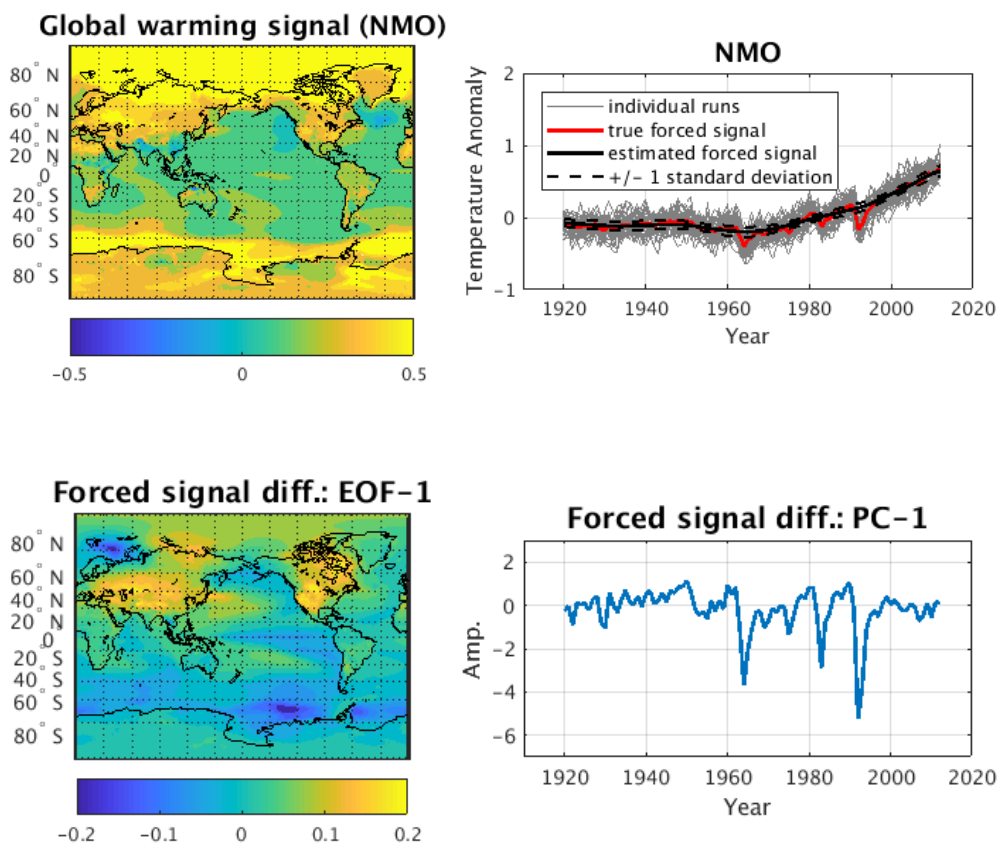 Global warming signal (NMO)
80° N
60° N
40° N
20° N
0°
20° S
40° S
60° S
80° S
-0.5 0 0.5
NMO
Temperature Anomaly
2
1
0
-1
individual runs
true forced signal
estimated forced signal
+/- 1 standard deviation
1920 1940 1960 1980 2000 2020
Year
Forced signal diff.: EOF-1
80° N
60° N
40° N
20° N
0°
20° S
40° S
60° S
80° S
-0.2 -0.1 0 0.1 0.2
Forced signal diff.: PC-1
Amp.
2
0
-2
-4
-6
1920 1940 1960 1980 2000 2020
Year